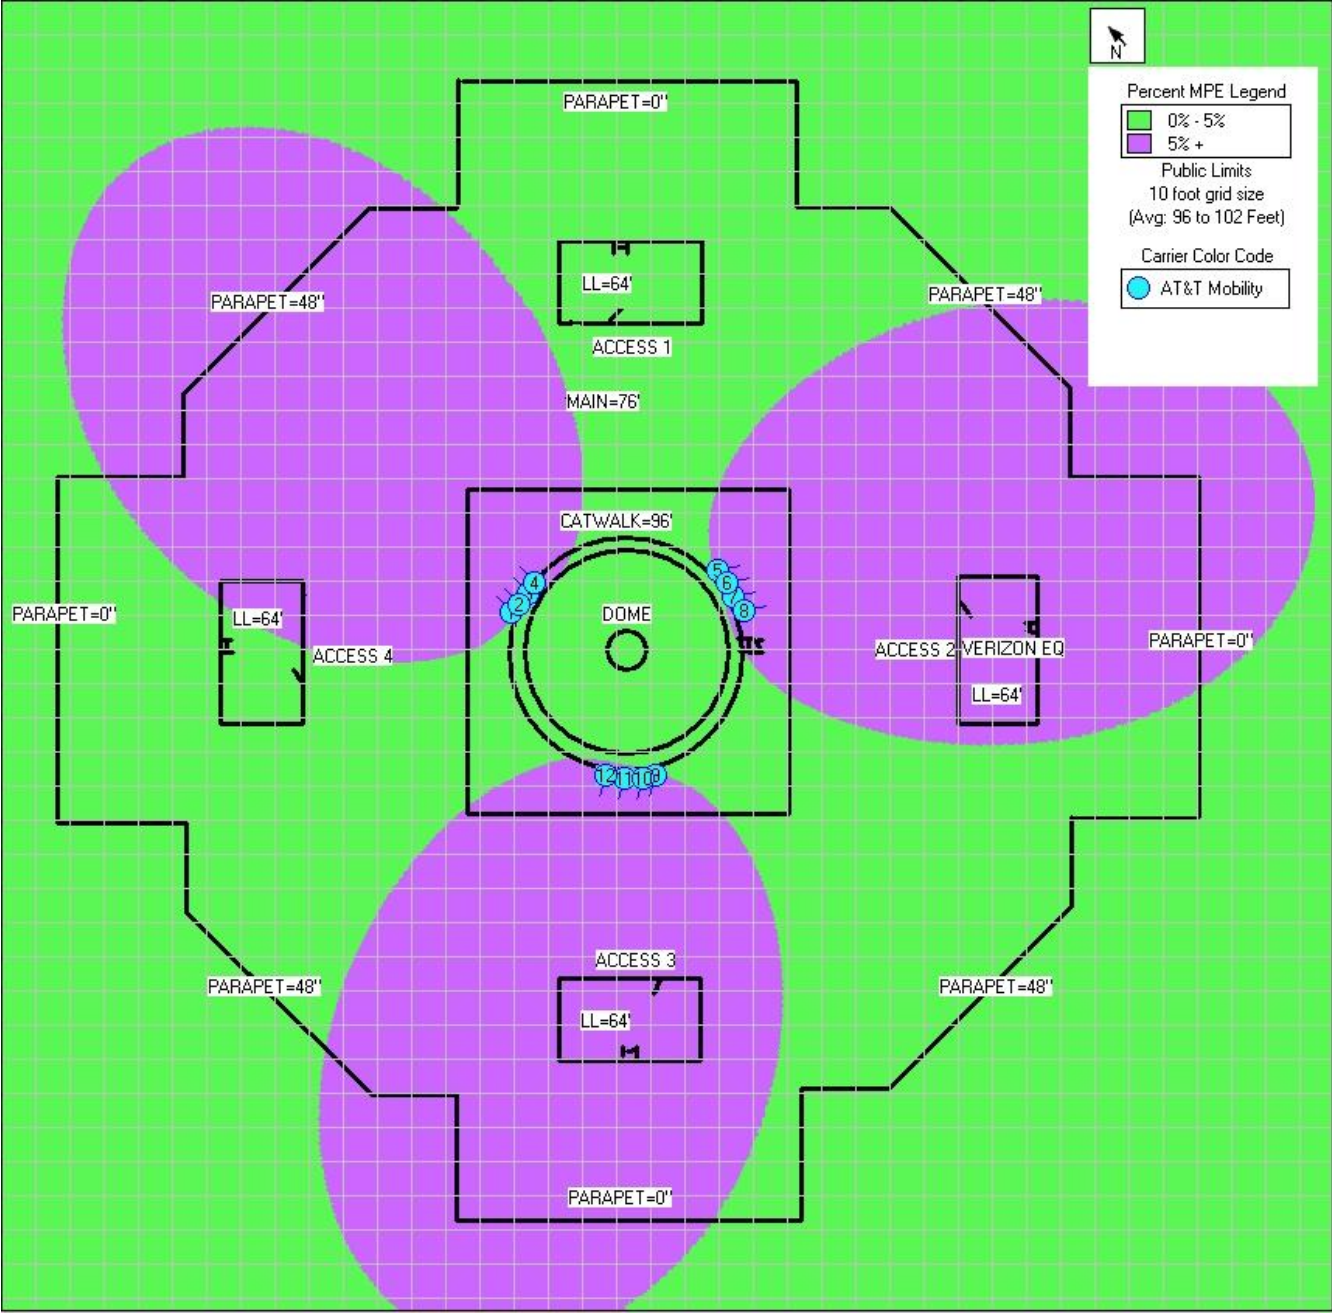 N
Percent MPE Legend
0% - 5%
5% +
Public Limits
10 foot grid size
(Avg: 96 to 102 Feet)
Carrier Color Code
AT&T Mobility
PARAPET=0"
LL=64'
ACCESS 1
PARAPET=48"
PARAPET=48"
MAIN=76'
CATWALK=96'
4
2
5
6
8
DOME
PARAPET=0"
LL=64'
ACCESS 4
ACCESS 2
VERIZON EQ
LL=64'
PARAPET=0"
12
11
10
9
ACCESS 3
LL=64'
PARAPET=48"
PARAPET=48"
PARAPET=0"